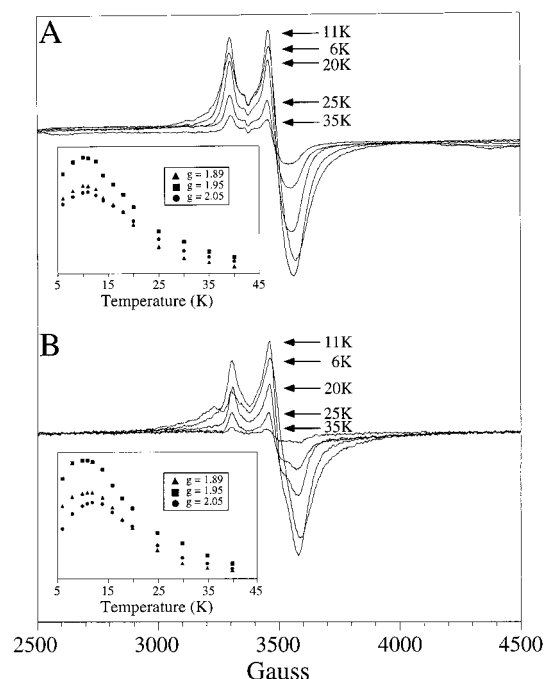 A
11K
6K
20K
25K
35K
g = 1.89
g = 1.95
g = 2.05
5 15 25 35 45
Temperature (K)
B
11K
6K
20K
25K
35K
g = 1.89
g = 1.95
g = 2.05
5 15 25 35 45
Temperature (K)
2500 3000 3500 4000 4500
Gauss